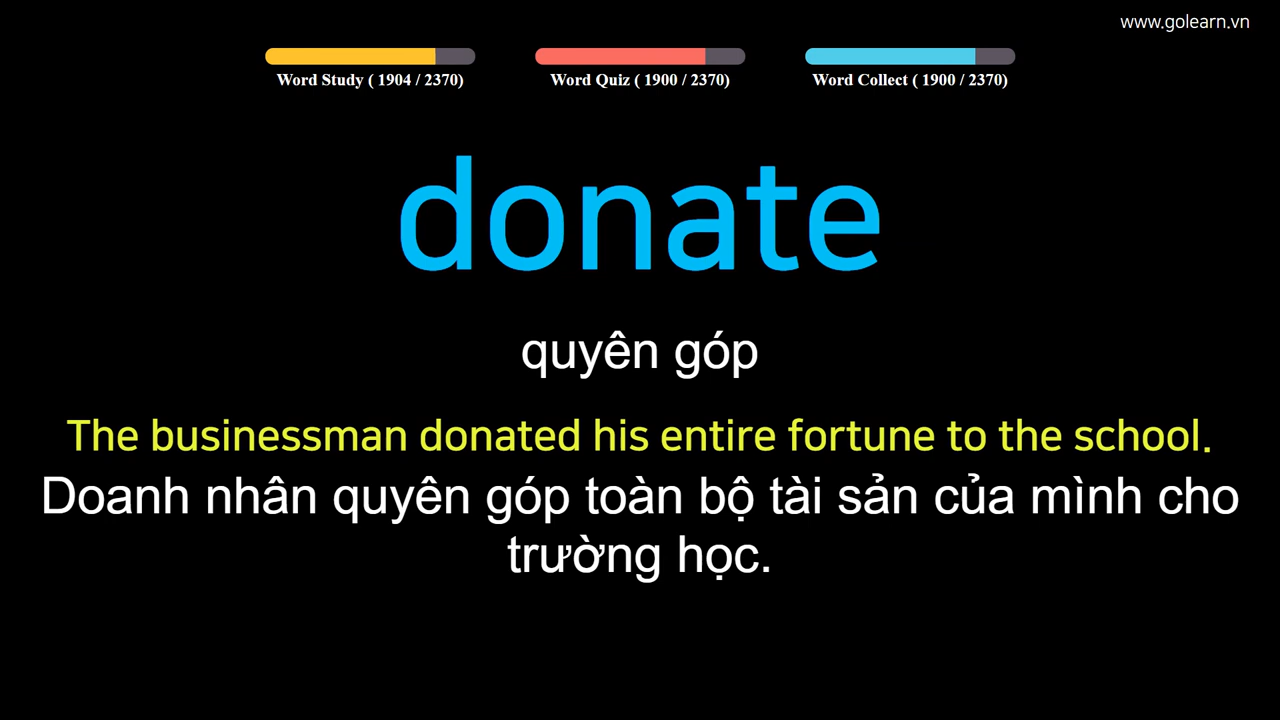 www.golearn.vn
Word Study ( 1904 / 2370)
Word Quiz ( 1900 / 2370)
Word Collect ( 1900 / 2370)
donate
quyên góp
The businessman donated his entire fortune to the school.
Doanh nhân quyên góp toàn bộ tài sản của mình cho
trường học.